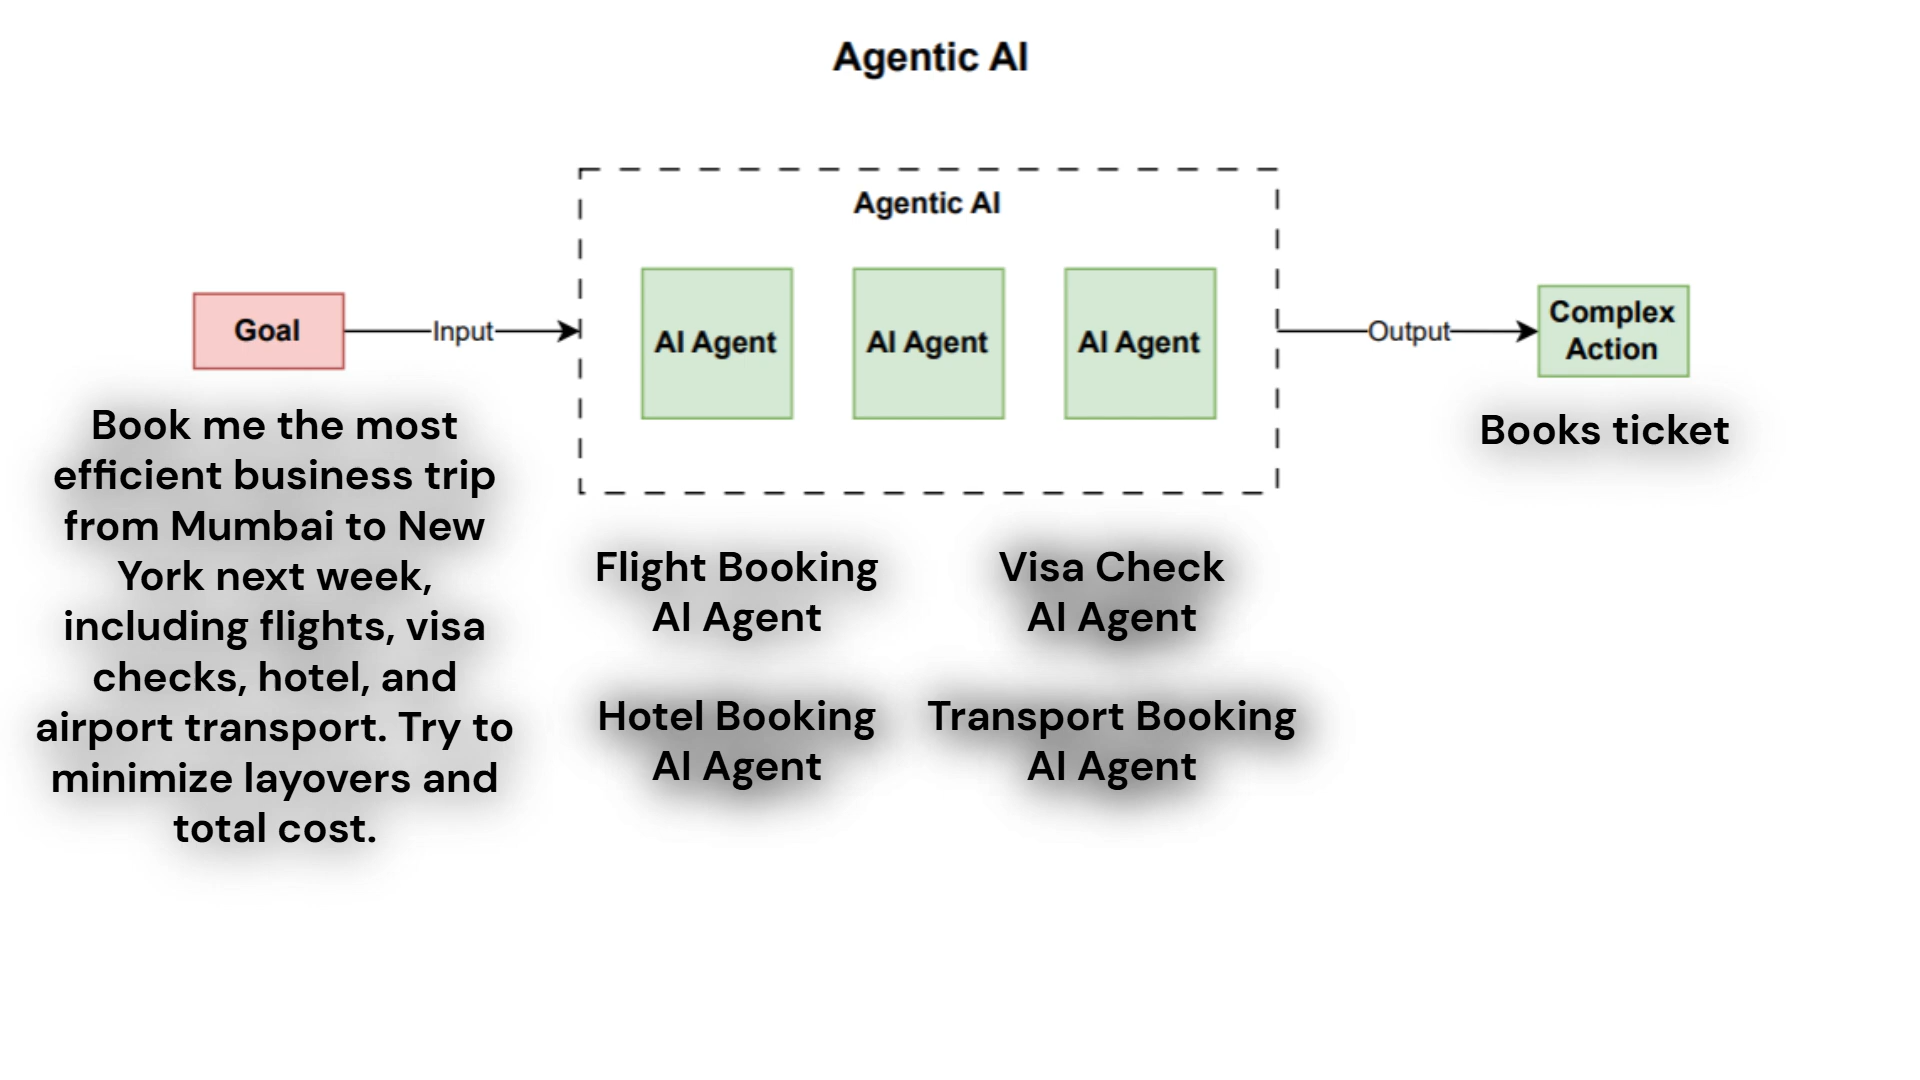 Agentic AI
Agentic AI
Goal
Input
AI Agent
AI Agent
AI Agent
Output
Complex
Action
Book me the most
efficient business trip
from Mumbai to New
York next week,
including flights, visa
checks, hotel, and
airport transport. Try to
minimize layovers and
total cost.
Flight Booking
AI Agent
Visa Check
AI Agent
Hotel Booking
AI Agent
Transport Booking
AI Agent
Books ticket